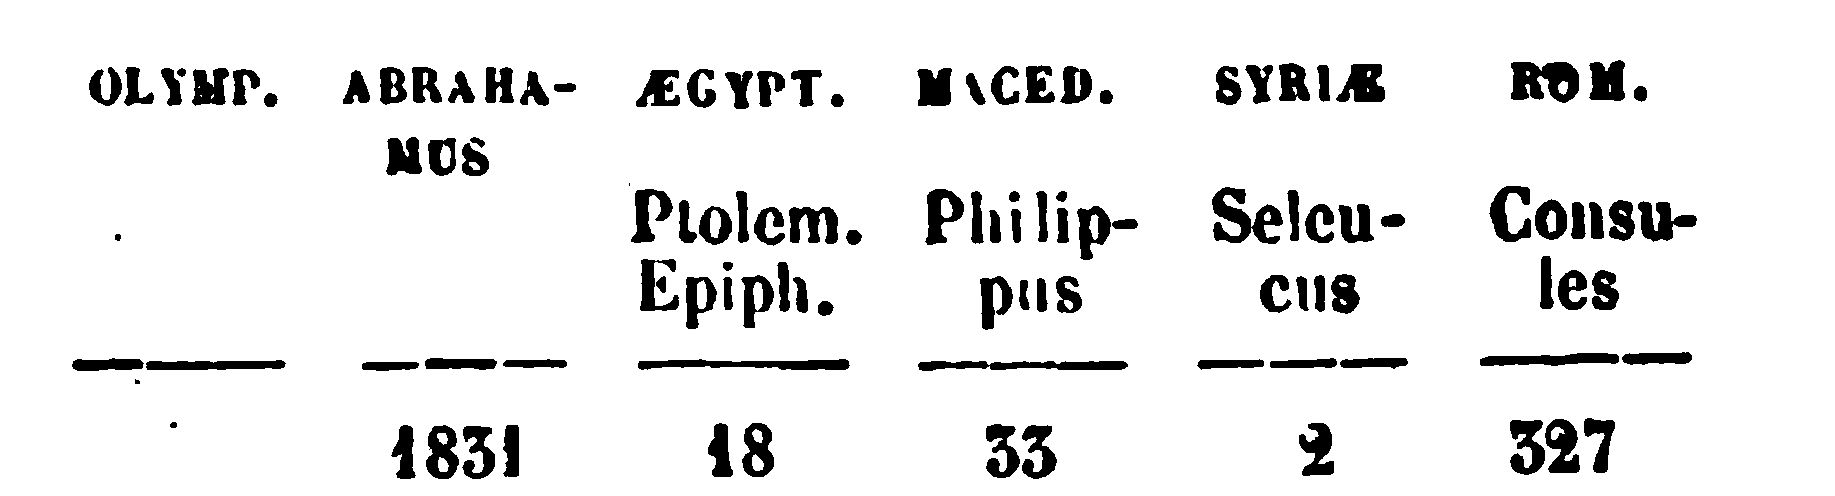 OLYMP. ABRAHA- ÆGYPT. MACED. SYRIÆ ROM.
MUS
Ptolem. Philip- Seleu- Consu-
Epiph. pus cus les
1831 18 33 2 327